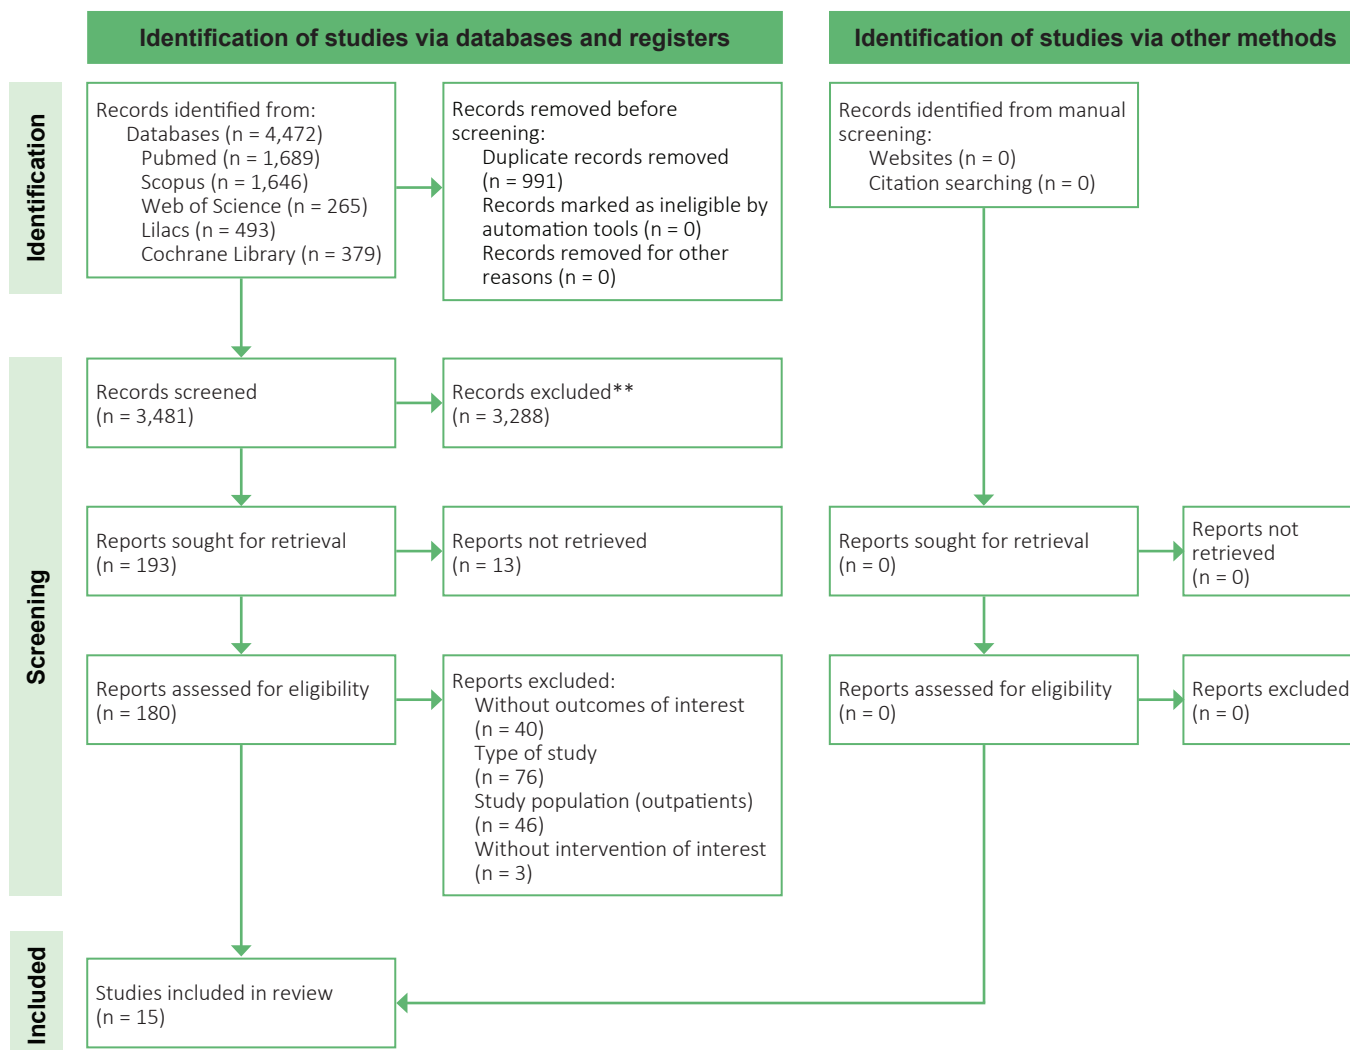 Identification of studies via databases and registers
Identification of studies via other methods
Identification
Records identified from:
Databases (n = 4,472)
Pubmed (n = 1,689)
Scopus (n = 1,646)
Web of Science (n = 265)
Lilacs (n = 493)
Cochrane Library (n = 379)
Records removed before
screening:
Duplicate records removed
(n = 991)
Records marked as ineligible by
automation tools (n = 0)
Records removed for other
reasons (n = 0)
Records identified from manual
screening:
Websites (n = 0)
Citation searching (n = 0)
Screening
Records screened
(n = 3,481)
Records excluded**
(n = 3,288)
Reports sought for retrieval
(n = 193)
Reports not retrieved
(n = 13)
Reports sought for retrieval
(n = 0)
Reports not
retrieved
(n = 0)
Reports assessed for eligibility
(n = 180)
Reports excluded:
Without outcomes of interest
(n = 40)
Type of study
(n = 76)
Study population (outpatients)
(n = 46)
Without intervention of interest
(n = 3)
Reports assessed for eligibility
(n = 0)
Reports excluded
(n = 0)
Included
Studies included in review
(n = 15)